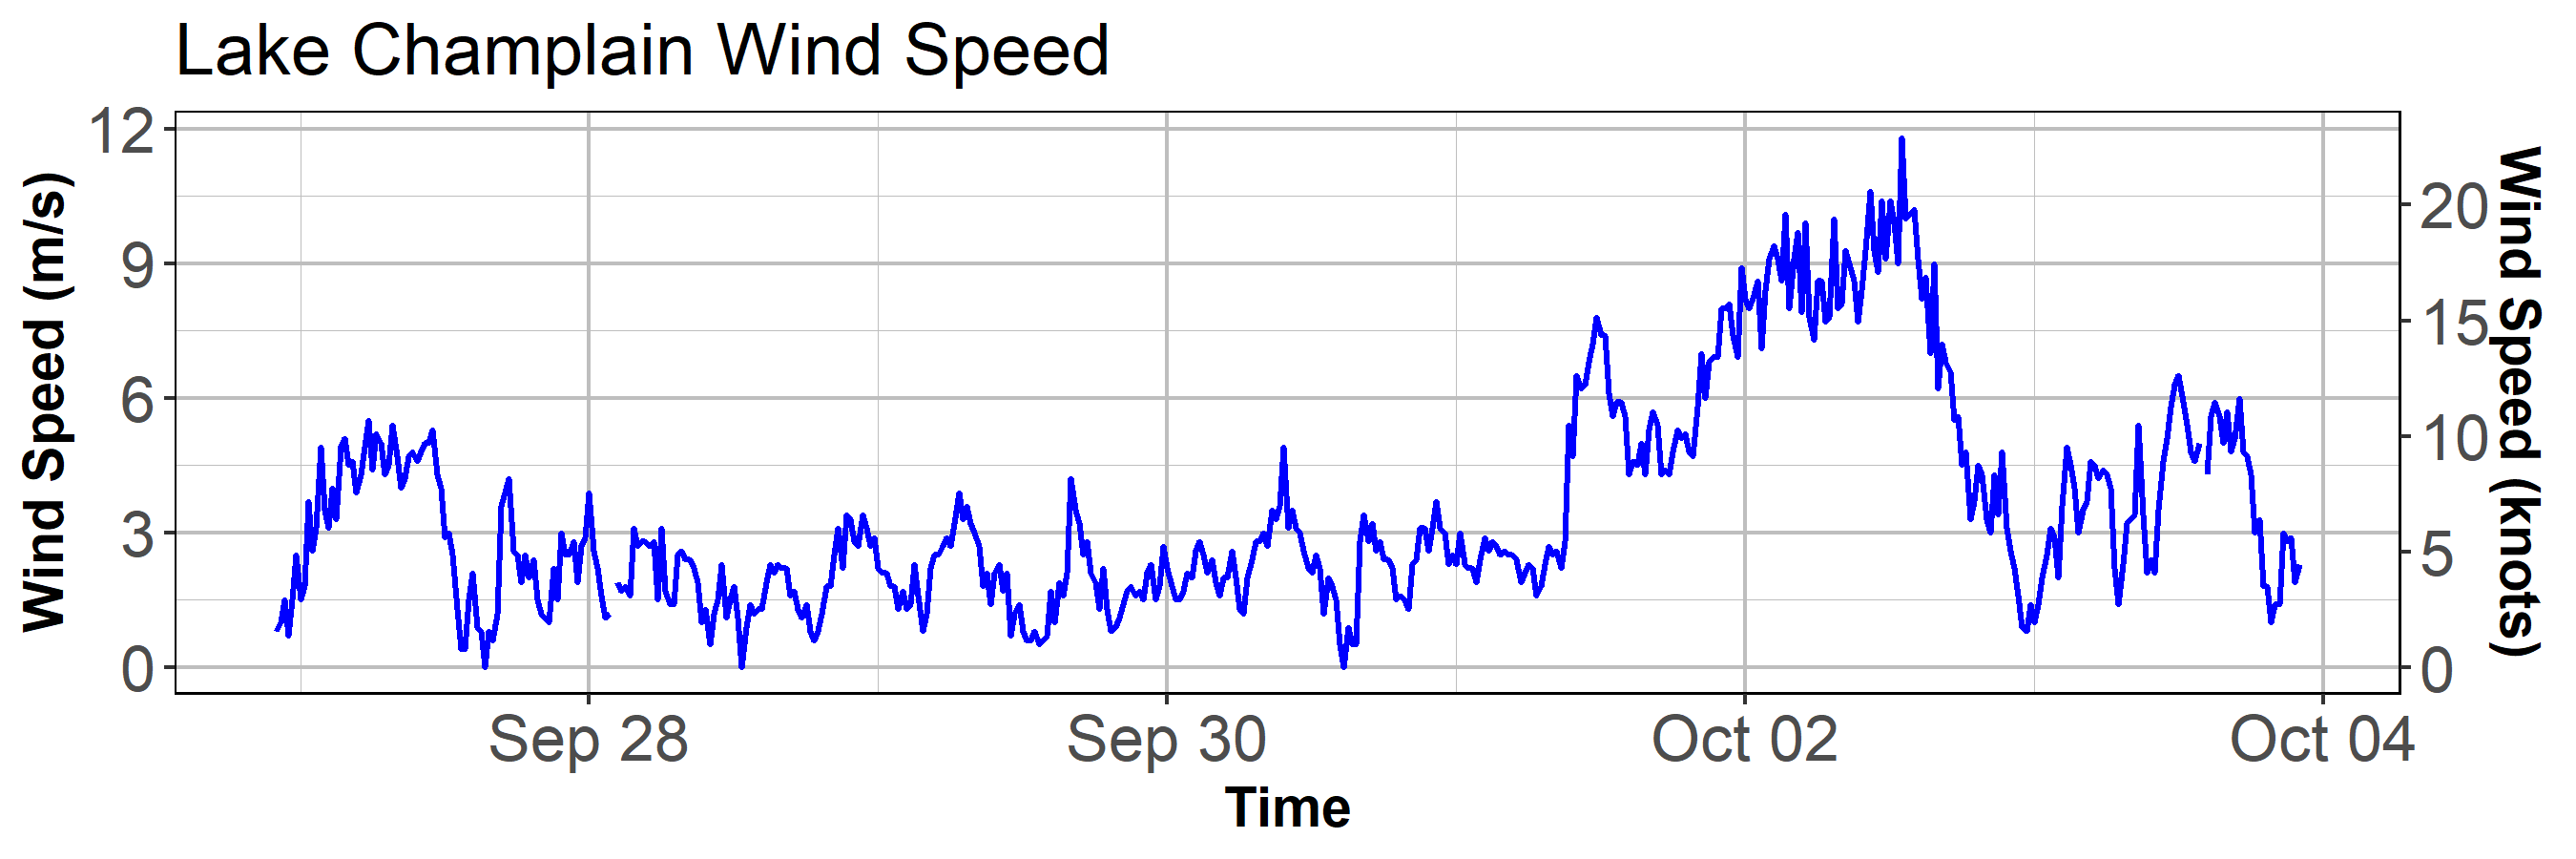 Lake Champlain Wind Speed
12
9
6
3
0
Wind Speed (m/s)
20
15
10
5
0
Wind Speed (knots)
Sep 28 Sep 30 Oct 02 Oct 04
Time